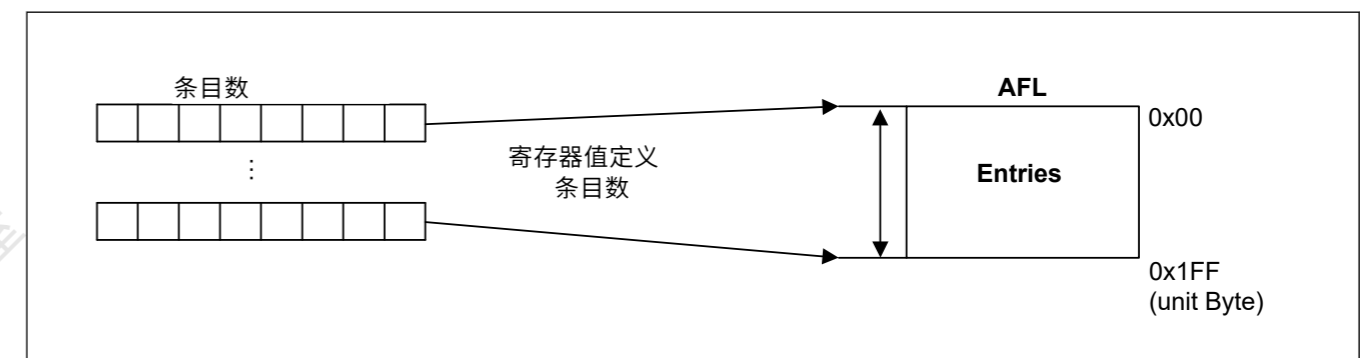 条目数
AFL
0x00
寄存器值定义
条目数
Entries
0x1FF
(unit Byte)